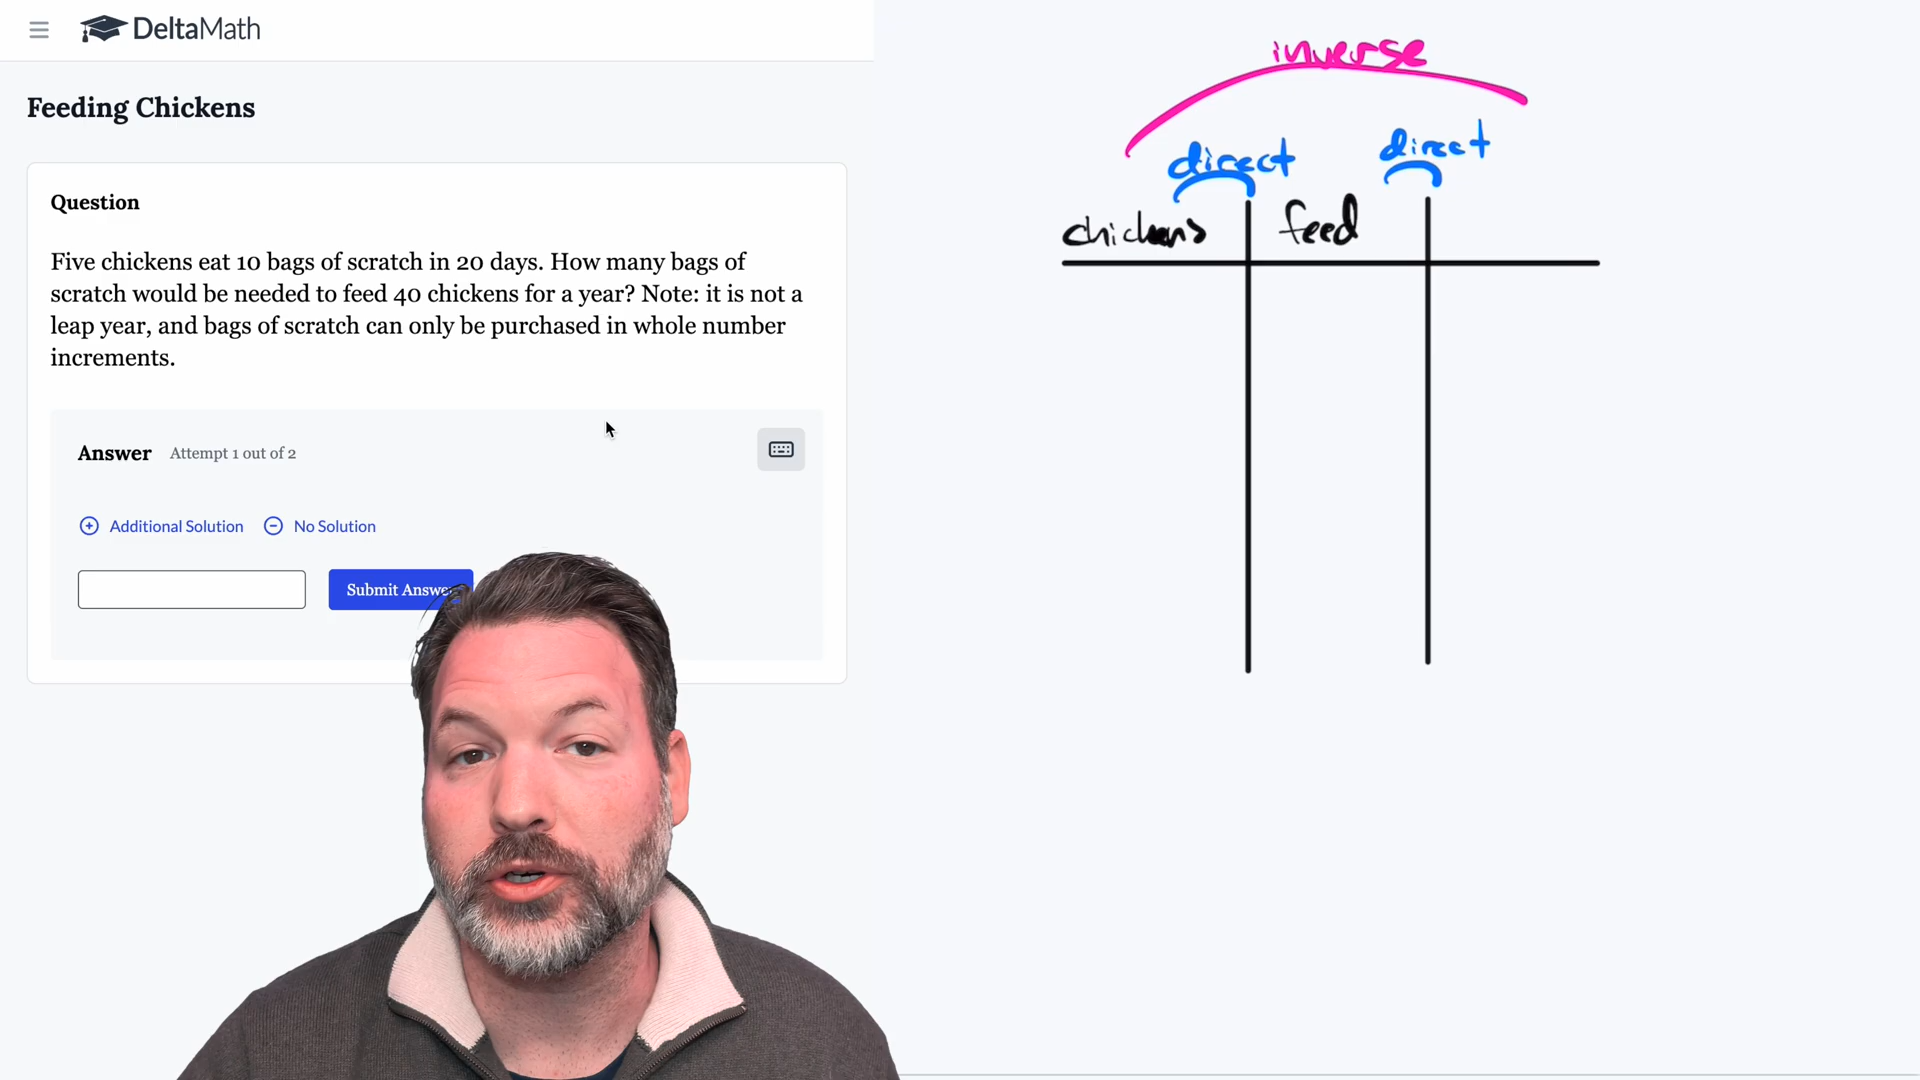 DeltaMath
Feeding Chickens
Question
Five chickens eat 10 bags of scratch in 20 days. How many bags of
scratch would be needed to feed 40 chickens for a year? Note: it is not a
leap year, and bags of scratch can only be purchased in whole number
increments.
Answer Attempt 1 out of 2
Additional Solution No Solution
Submit Answe
inverse
direct direct
chickens feed